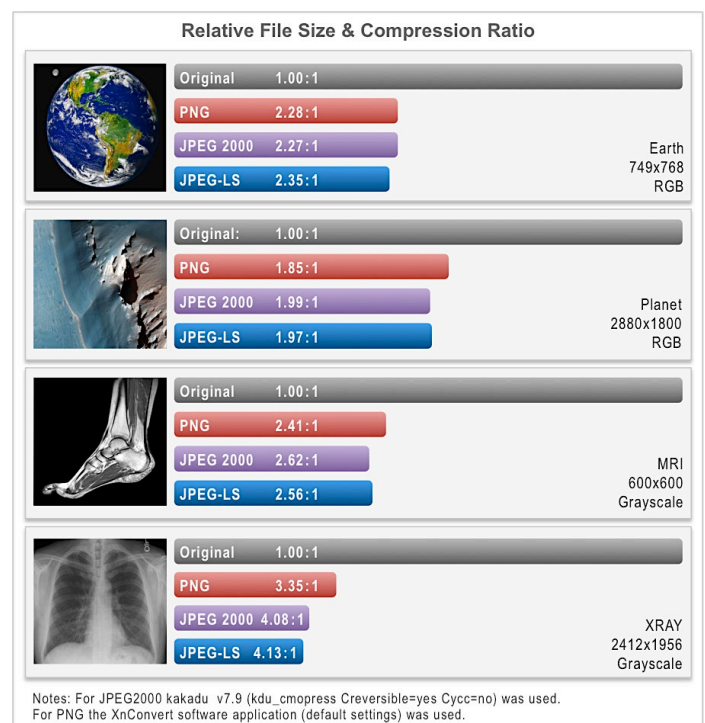 Relative File Size & Compression Ratio
Original 1.00:1
PNG 2.28:1
JPEG 2000 2.27:1
JPEG-LS 2.35:1
Earth
749x768
RGB
Original: 1.00:1
PNG 1.85:1
JPEG 2000 1.99:1
JPEG-LS 1.97:1
Planet
2880x1800
RGB
Original 1.00:1
PNG 2.41:1
JPEG 2000 2.62:1
JPEG-LS 2.56:1
MRI
600x600
Grayscale
Original 1.00:1
PNG 3.35:1
JPEG 2000 4.08:1
JPEG-LS 4.13:1
XRAY
2412x1956
Grayscale
Notes: For JPEG2000 kakadu v7.9 (kdu_cmopress Creversible=yes Cycc=no) was used.
For PNG the XnConvert software application (default settings) was used.